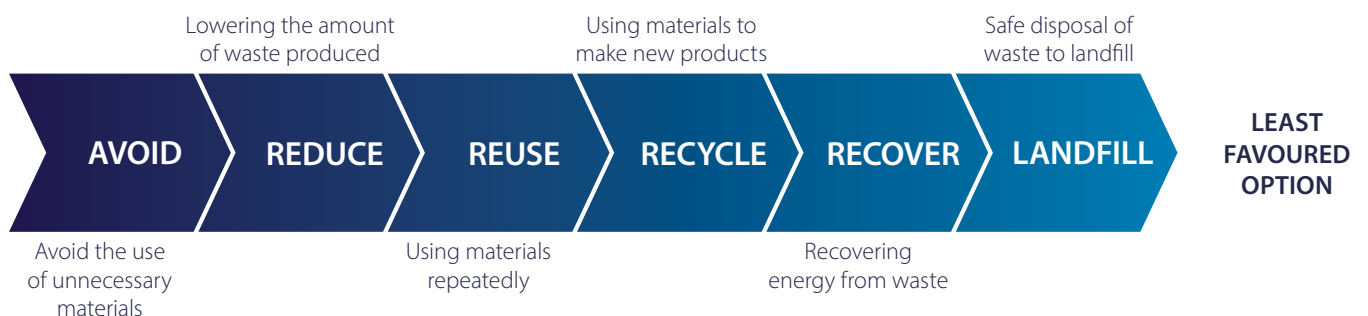 Lowering the amount
of waste produced
Using materials to
make new products
Safe disposal of
waste to landfill
AVOID
REDUCE
REUSE
RECYCLE
RECOVER
LANDFILL
LEAST
FAVOURED
OPTION
Avoid the use
of unnecessary
materials
Using materials
repeatedly
Recovering
energy from waste